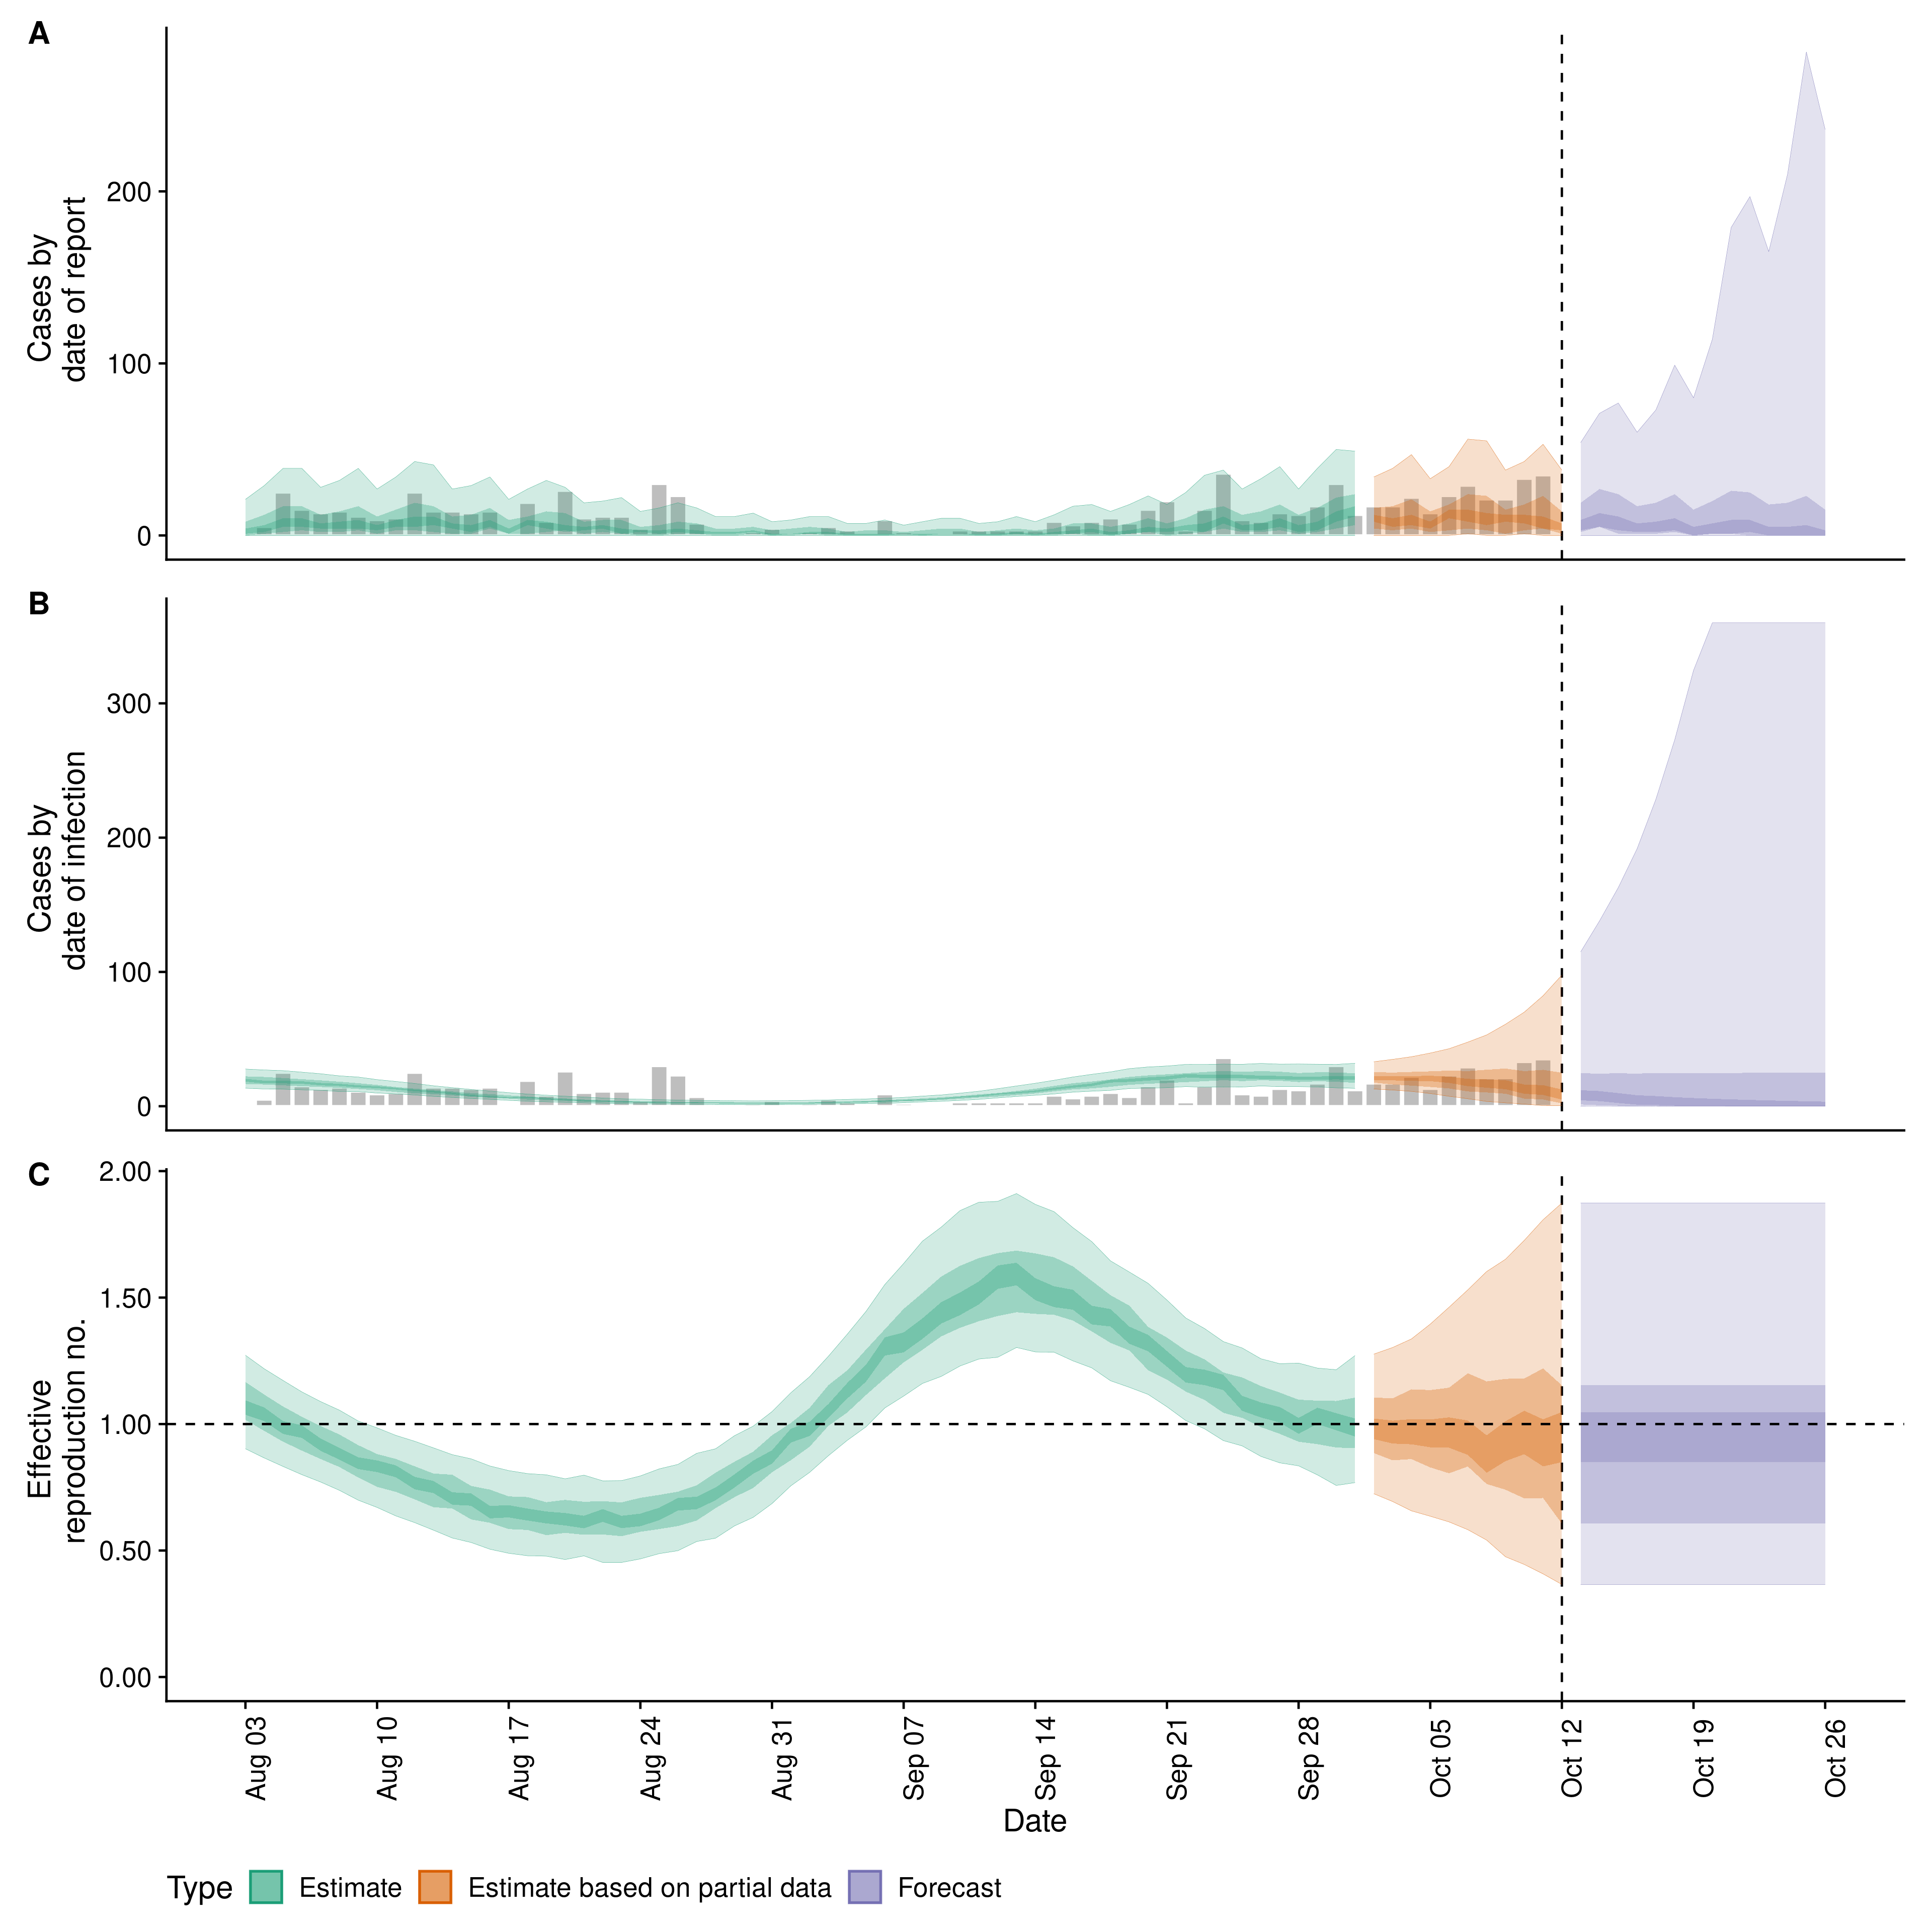 A
Cases by
date of report
200
100
0
B
Cases by
date of infection
300
200
100
0
C
Effective
reproduction no.
2.00
1.50
1.00
0.50
0.00
Aug 03
Aug 10
Aug 17
Aug 24
Aug 31
Sep 07
Sep 14
Sep 21
Sep 28
Oct 05
Oct 12
Oct 19
Oct 26
Date
Type Estimate Estimate based on partial data Forecast